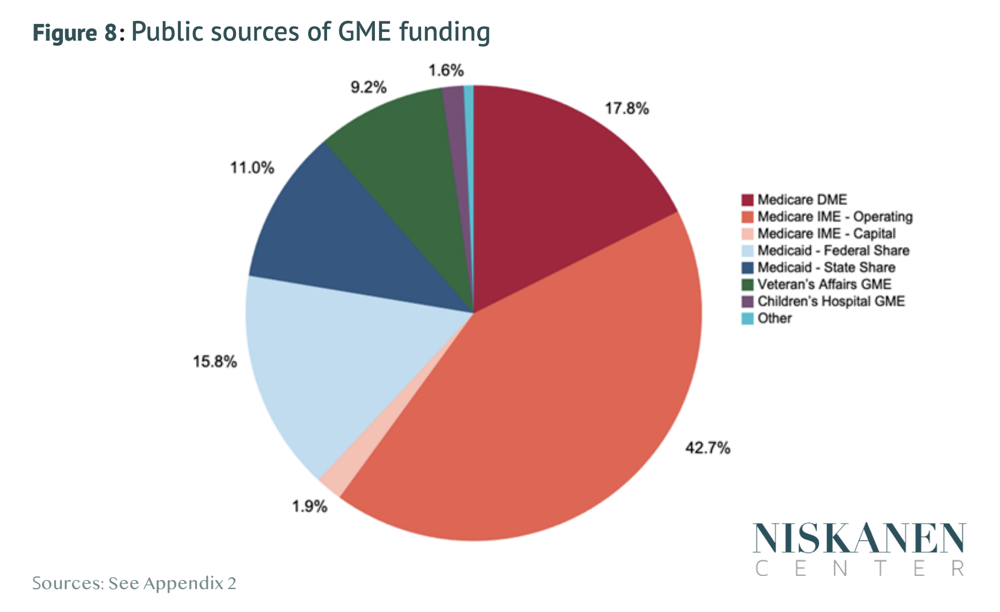 Figure 8: Public sources of GME funding
1.6%
9.2%
17.8%
11.0%
15.8%
42.7%
1.9%
Medicare DME
Medicare IME - Operating
Medicare IME - Capital
Medicaid - Federal Share
Medicaid - State Share
Veteran's Affairs GME
Children's Hospital GME
Other
NISKANEN
CENTER
Sources: See Appendix 2